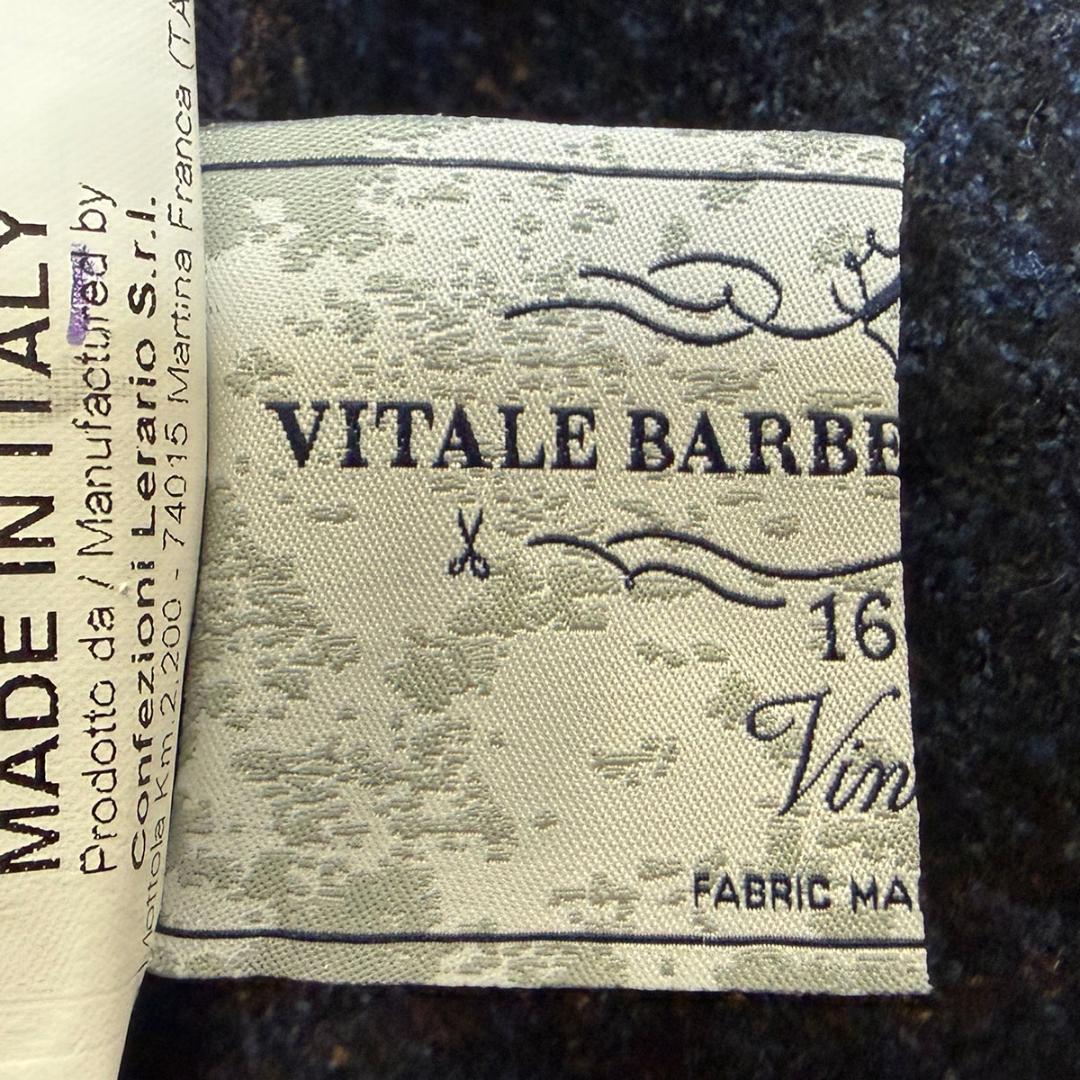 MADE IN ITALY
Prodotto da / Manufactured by
Confezioni Lerario S.r.l.
Mottola Km 2.200 - 74015 Martina Franca (TA
VITALE BARBE
16
Vin
FABRIC MA